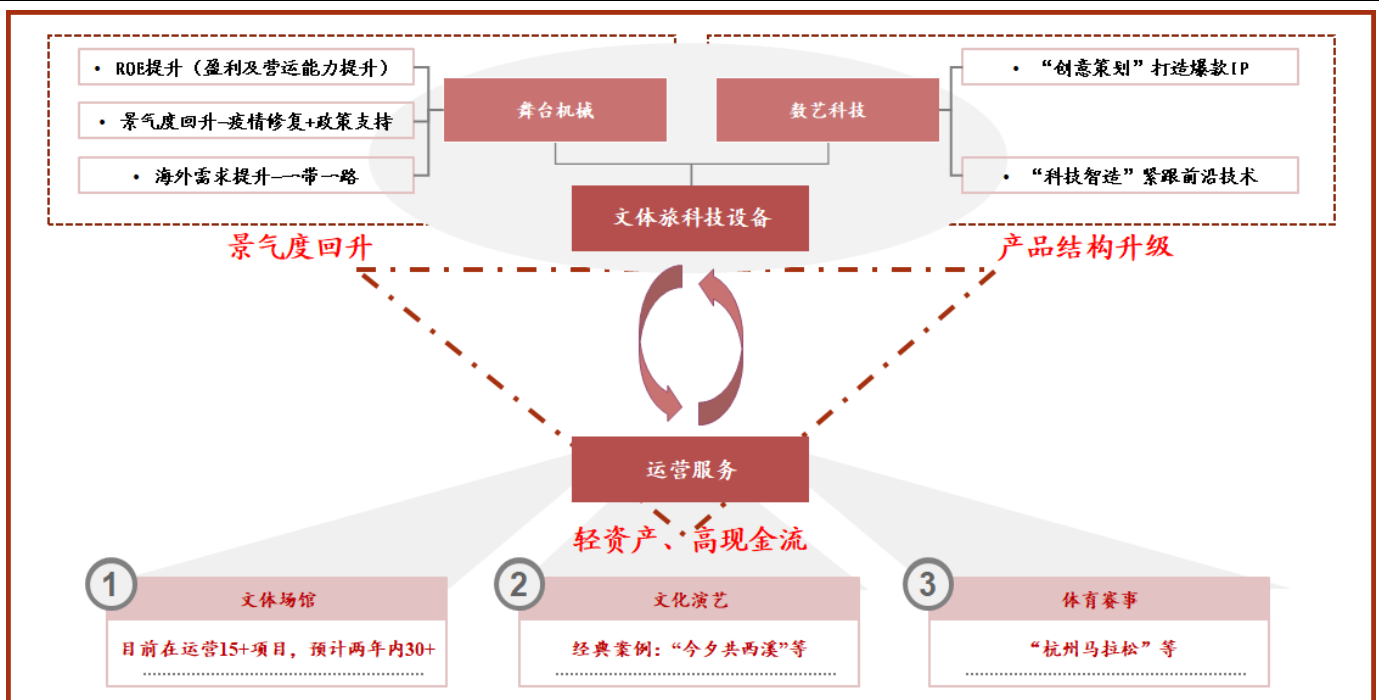 • ROE提升（盈利及营运能力提升）
• 景气度回升—疫情修复+政策支持
• 海外需求提升—一带一路
舞台机械
数艺科技
• “创意策划”打造爆款IP
• “科技智造”紧跟前沿技术
文体旅科技设备
景气度回升
产品结构升级
运营服务
轻资产、高现金流
1
文体场馆
目前在运营15+项目，预计两年内30+
2
文化演艺
经典案例：“今夕共西溪”等
3
体育赛事
“杭州马拉松”等